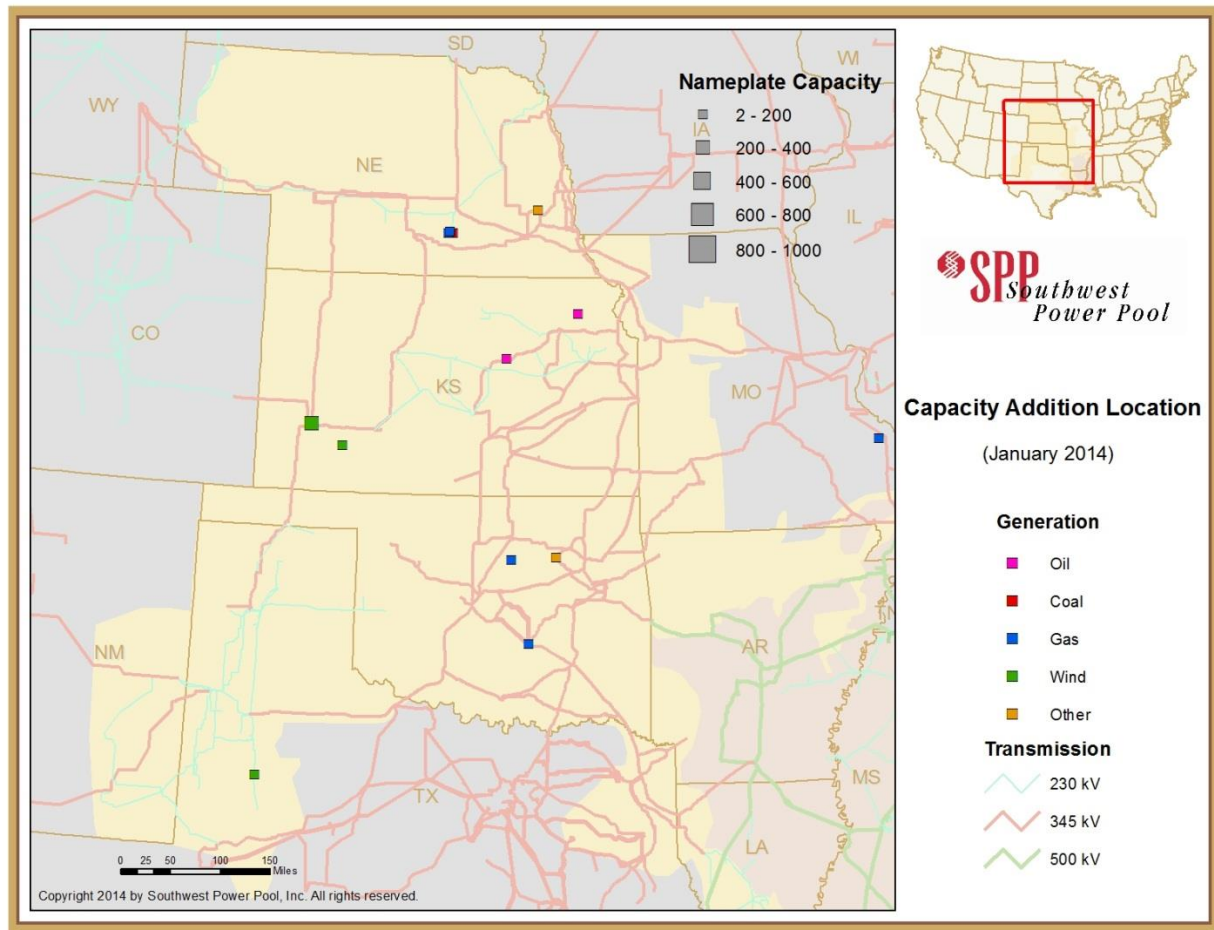 SD
WI
WY
Nameplate Capacity
2 - 200
IA
200 - 400
NE
400 - 600
600 - 800
IL
800 - 1000
CO
KS
MO
NM
AR
TX
MS
LA
0 25 50 100 150
Miles
Copyright 2014 by Southwest Power Pool, Inc. All rights reserved.
SPP
Southwest
Power Pool
Capacity Addition Location
(January 2014)
Generation
Oil
Coal
Gas
Wind
Other
Transmission
230 kV
345 kV
500 kV